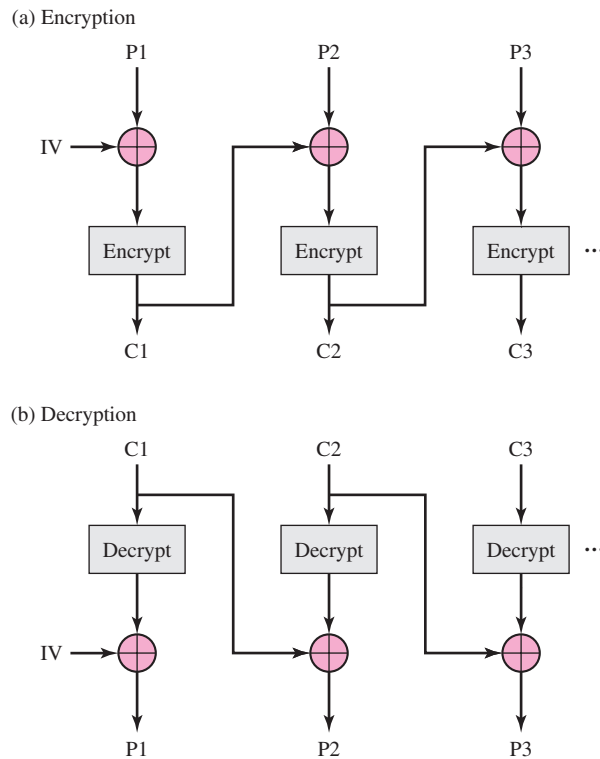 (a) Encryption
P1 P2 P3
IV
Encrypt Encrypt Encrypt ...
C1 C2 C3
(b) Decryption
C1 C2 C3
Decrypt Decrypt Decrypt ...
IV
P1 P2 P3